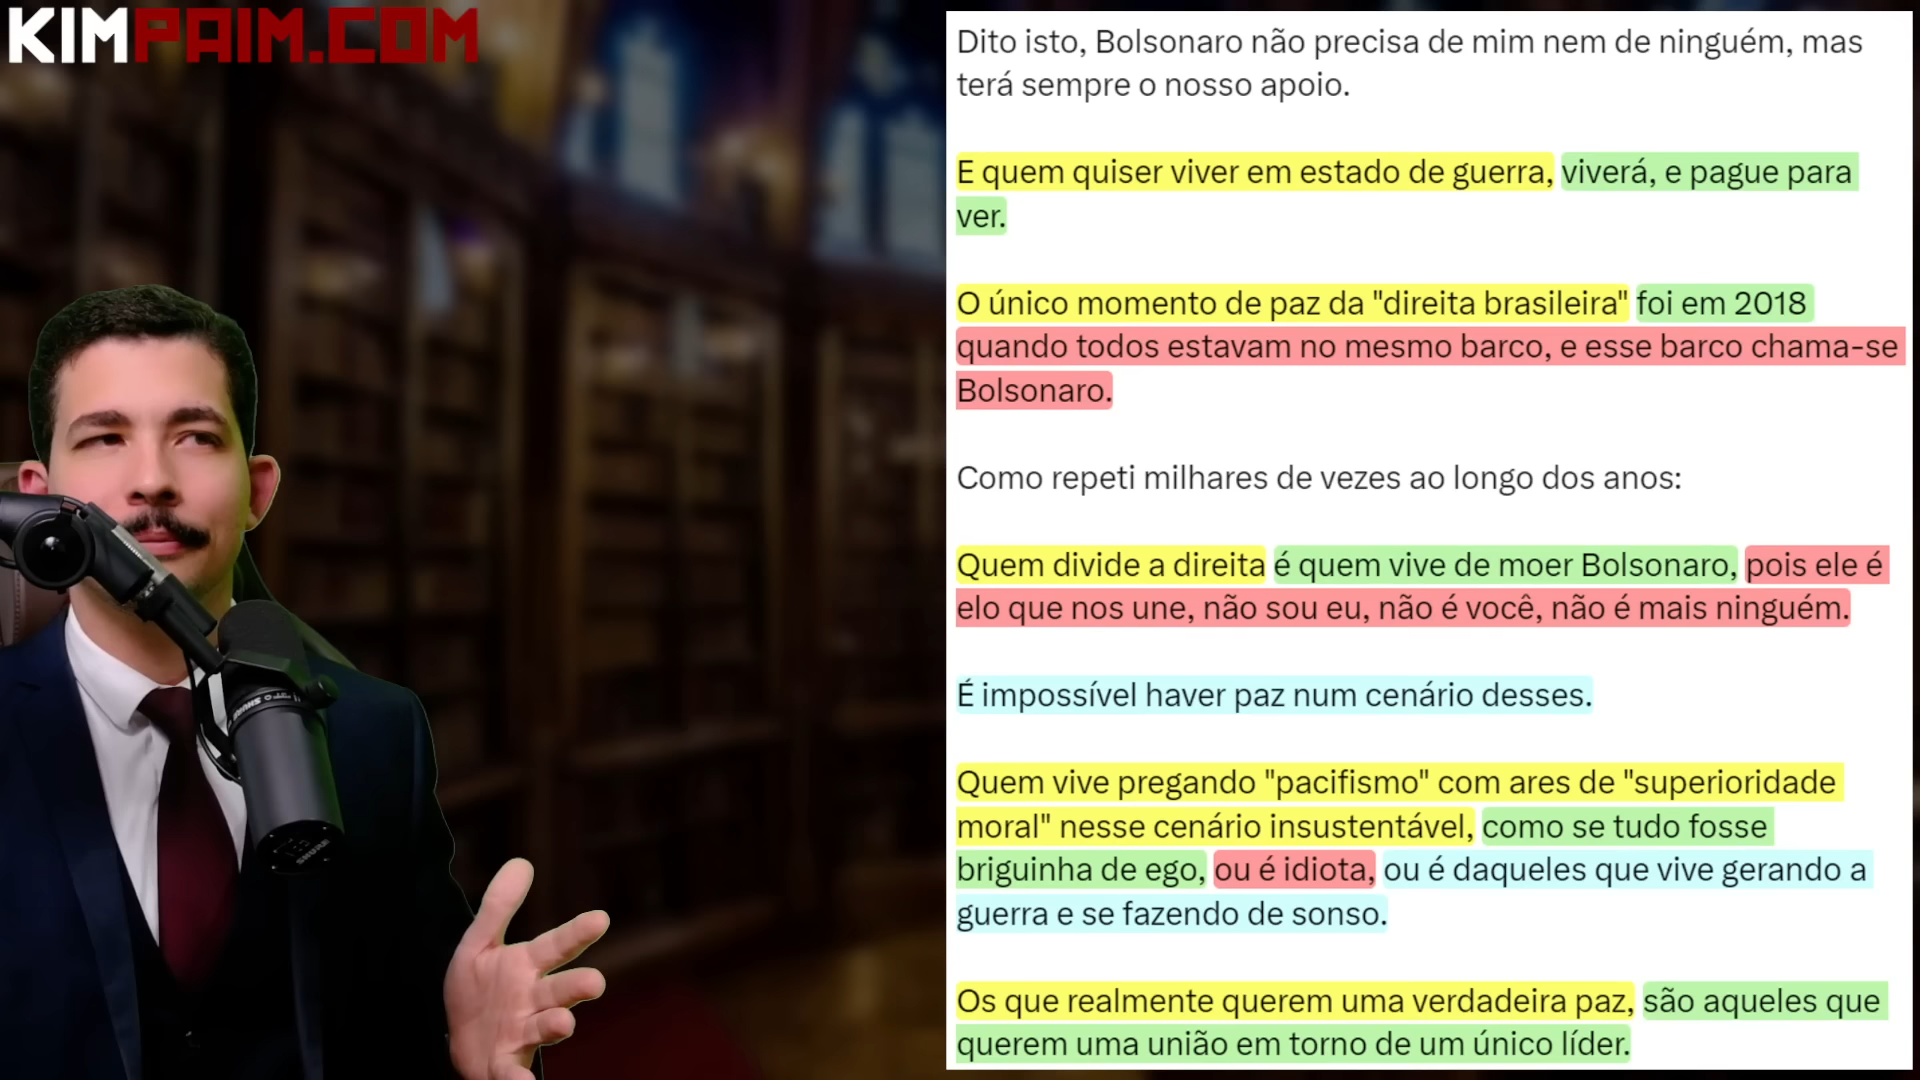 KIMPAIM.COM
Dito isto, Bolsonaro não precisa de mim nem de ninguém, mas
terá sempre o nosso apoio.
E quem quiser viver em estado de guerra, viverá, e pague para
ver.
O único momento de paz da "direita brasileira" foi em 2018
quando todos estavam no mesmo barco, e esse barco chama-se
Bolsonaro.
Como repeti milhares de vezes ao longo dos anos:
Quem divide a direita é quem vive de moer Bolsonaro, pois ele é
elo que nos une, não sou eu, não é você, não é mais ninguém.
É impossível haver paz num cenário desses.
Quem vive pregando "pacifismo" com ares de "superioridade
moral" nesse cenário insustentável, como se tudo fosse
briguinha de ego, ou é idiota, ou é daqueles que vive gerando a
guerra e se fazendo de sonso.
Os que realmente querem uma verdadeira paz, são aqueles que
querem uma união em torno de um único líder.